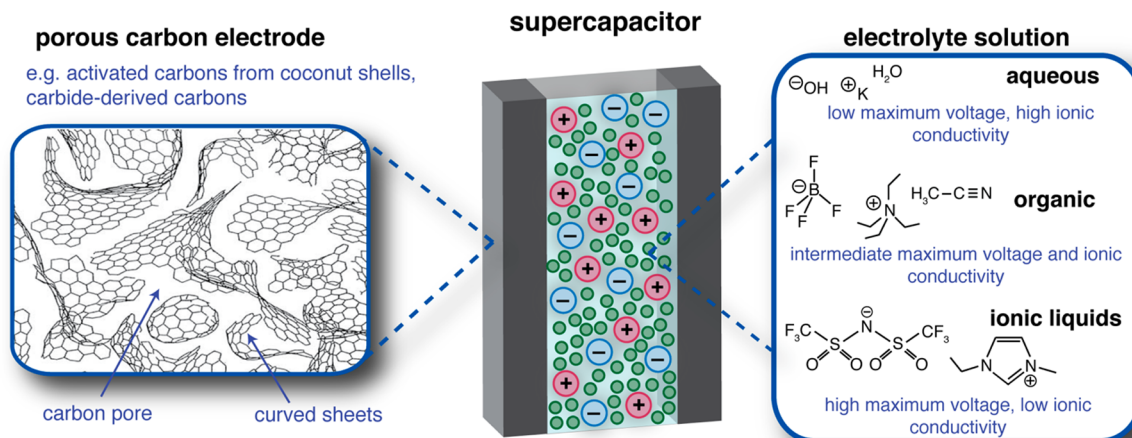 supercapacitor
porous carbon electrode
e.g. activated carbons from coconut shells,
carbide-derived carbons
carbon pore
curved sheets
+ − −
− +
−
+
+ +
−
+
− +
−
+
−
+
− +
electrolyte solution
aqueous
⊖OH ⊕K H₂O
low maximum voltage, high ionic
conductivity
organic
F
⊖B
F F F
⊕
N
H₃C−C≡N
intermediate maximum voltage and ionic
conductivity
ionic liquids
F₃C S N⊖ S CF₃
O O O O
N N
⊕
high maximum voltage, low ionic
conductivity